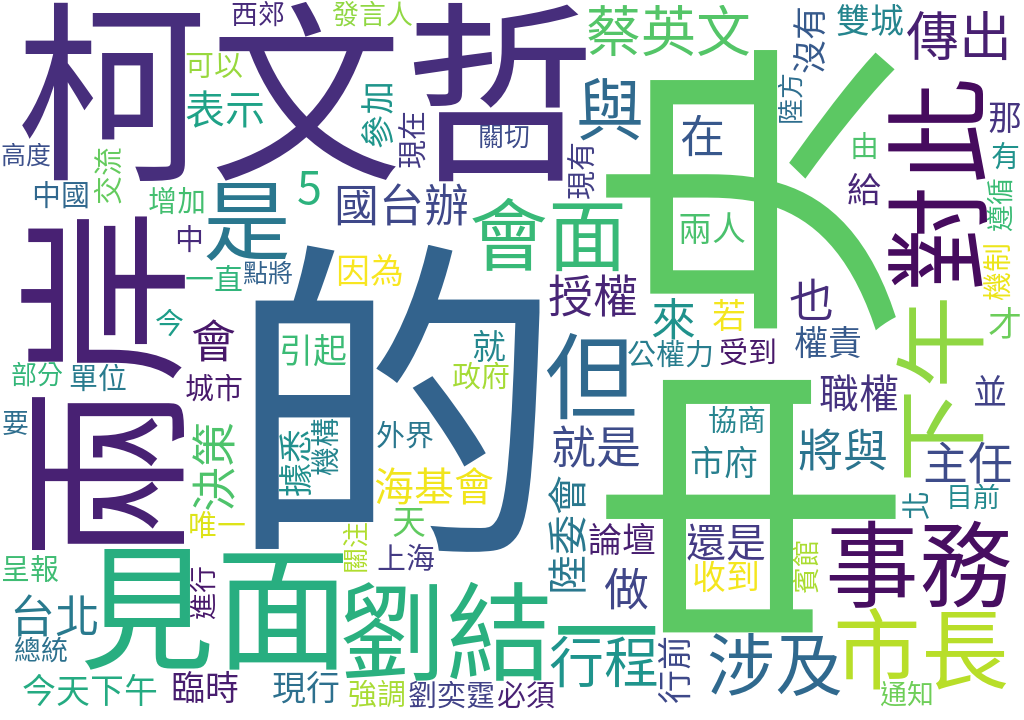 西郊
發言人
柯文哲
蔡英文
雙城
傳出
沒有
可以
表示
參加
現在
關切
與
在
央
陸方
對此
那
高度
中國
交流
增加
是
5
國台辦
會面
現有
兩人
由
給
有
遵循
兩岸
中
一直
點將
因為
的
授權
來
若
也
機制
今
會
引起
就
但
公權力
受到
權責
下午
才
部分
單位
城市
政府
職權
並
要
決策
據悉
機構
外界
就是
申
協商
市府
將與
主任
海基會
陸委會
北
目前
唯一
關注
天
上海
論壇
還是
收到
賓館
事務
呈報
進行
見面
劉結一
做
台北
總統
行程
行前
涉及
市長
今天下午
臨時
現行
強調
劉奕霆
必須
通知